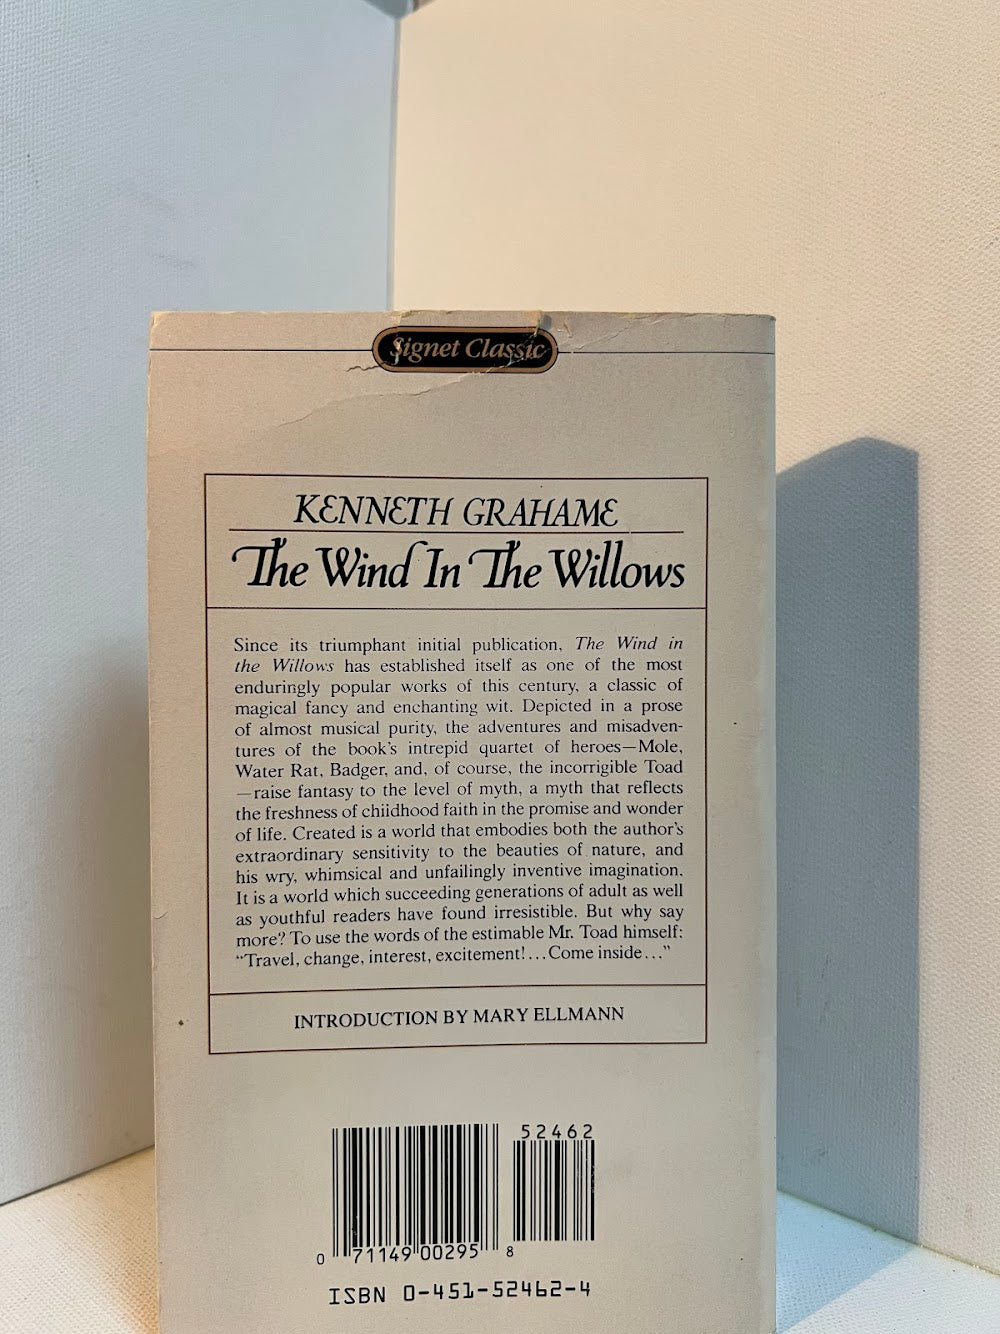 Signet Classic
KENNETH GRAHAME
The Wind In The Willows
Since its triumphant initial publication, The Wind in
the Willows has established itself as one of the most
enduringly popular works of this century, a classic of
magical fancy and enchanting wit. Depicted in a prose
of almost musical purity, the adventures and misadven-
tures of the book's intrepid quartet of heroes—Mole,
Water Rat, Badger, and, of course, the incorrigible Toad
—raise fantasy to the level of myth, a myth that reflects
the freshness of chiidhood faith in the promise and wonder
of life. Created is a world that embodies both the author's
extraordinary sensitivity to the beauties of nature, and
his wry, whimsical and unfailingly inventive imagination.
It is a world which succeeding generations of adult as well
as youthful readers have found irresistible. But why say
more? To use the words of the estimable Mr. Toad himself:
“Travel, change, interest, excitement!...Come inside...”
INTRODUCTION BY MARY ELLMANN
52462
0 71149 00295 8
ISBN 0-451-52462-4